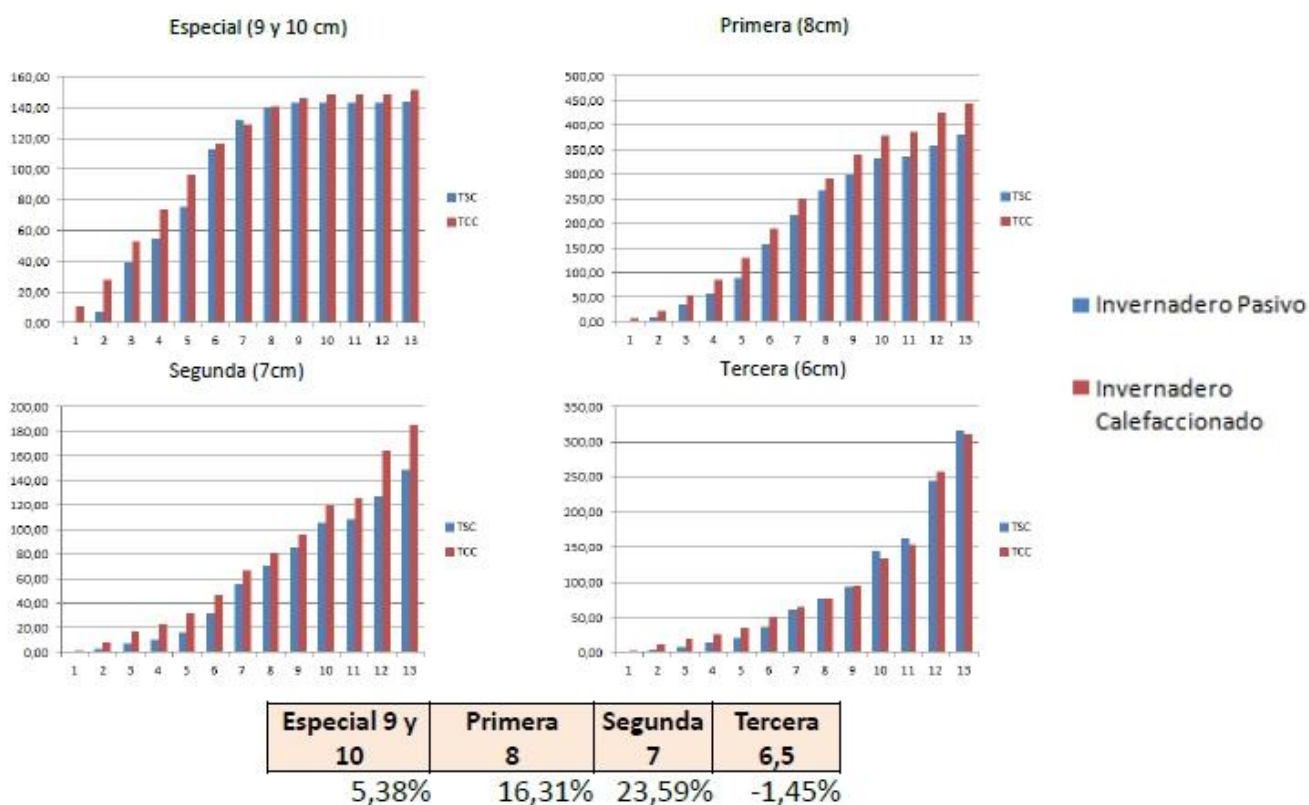 Especial (9 y 10 cm)
160,00
140,00
120,00
100,00
80,00
60,00
40,00
20,00
0,00
1 2 3 4 5 6 7 8 9 10 11 12 13
TSC
TCC
Primera (8cm)
500,00
450,00
400,00
350,00
300,00
250,00
200,00
150,00
100,00
50,00
0,00
1 2 3 4 5 6 7 8 9 10 11 12 13
TSC
TCC
Segunda (7cm)
200,00
180,00
160,00
140,00
120,00
100,00
80,00
60,00
40,00
20,00
0,00
1 2 3 4 5 6 7 8 9 10 11 12 13
TSC
TCC
Tercera (6cm)
350,00
300,00
250,00
200,00
150,00
100,00
50,00
0,00
1 2 3 4 5 6 7 8 9 10 11 12 13
TSC
TCC
Invernadero Pasivo
Invernadero
Calefaccionado
Especial 9 y Primera Segunda Tercera
10 8 7 6,5
5,38% 16,31% 23,59% -1,45%